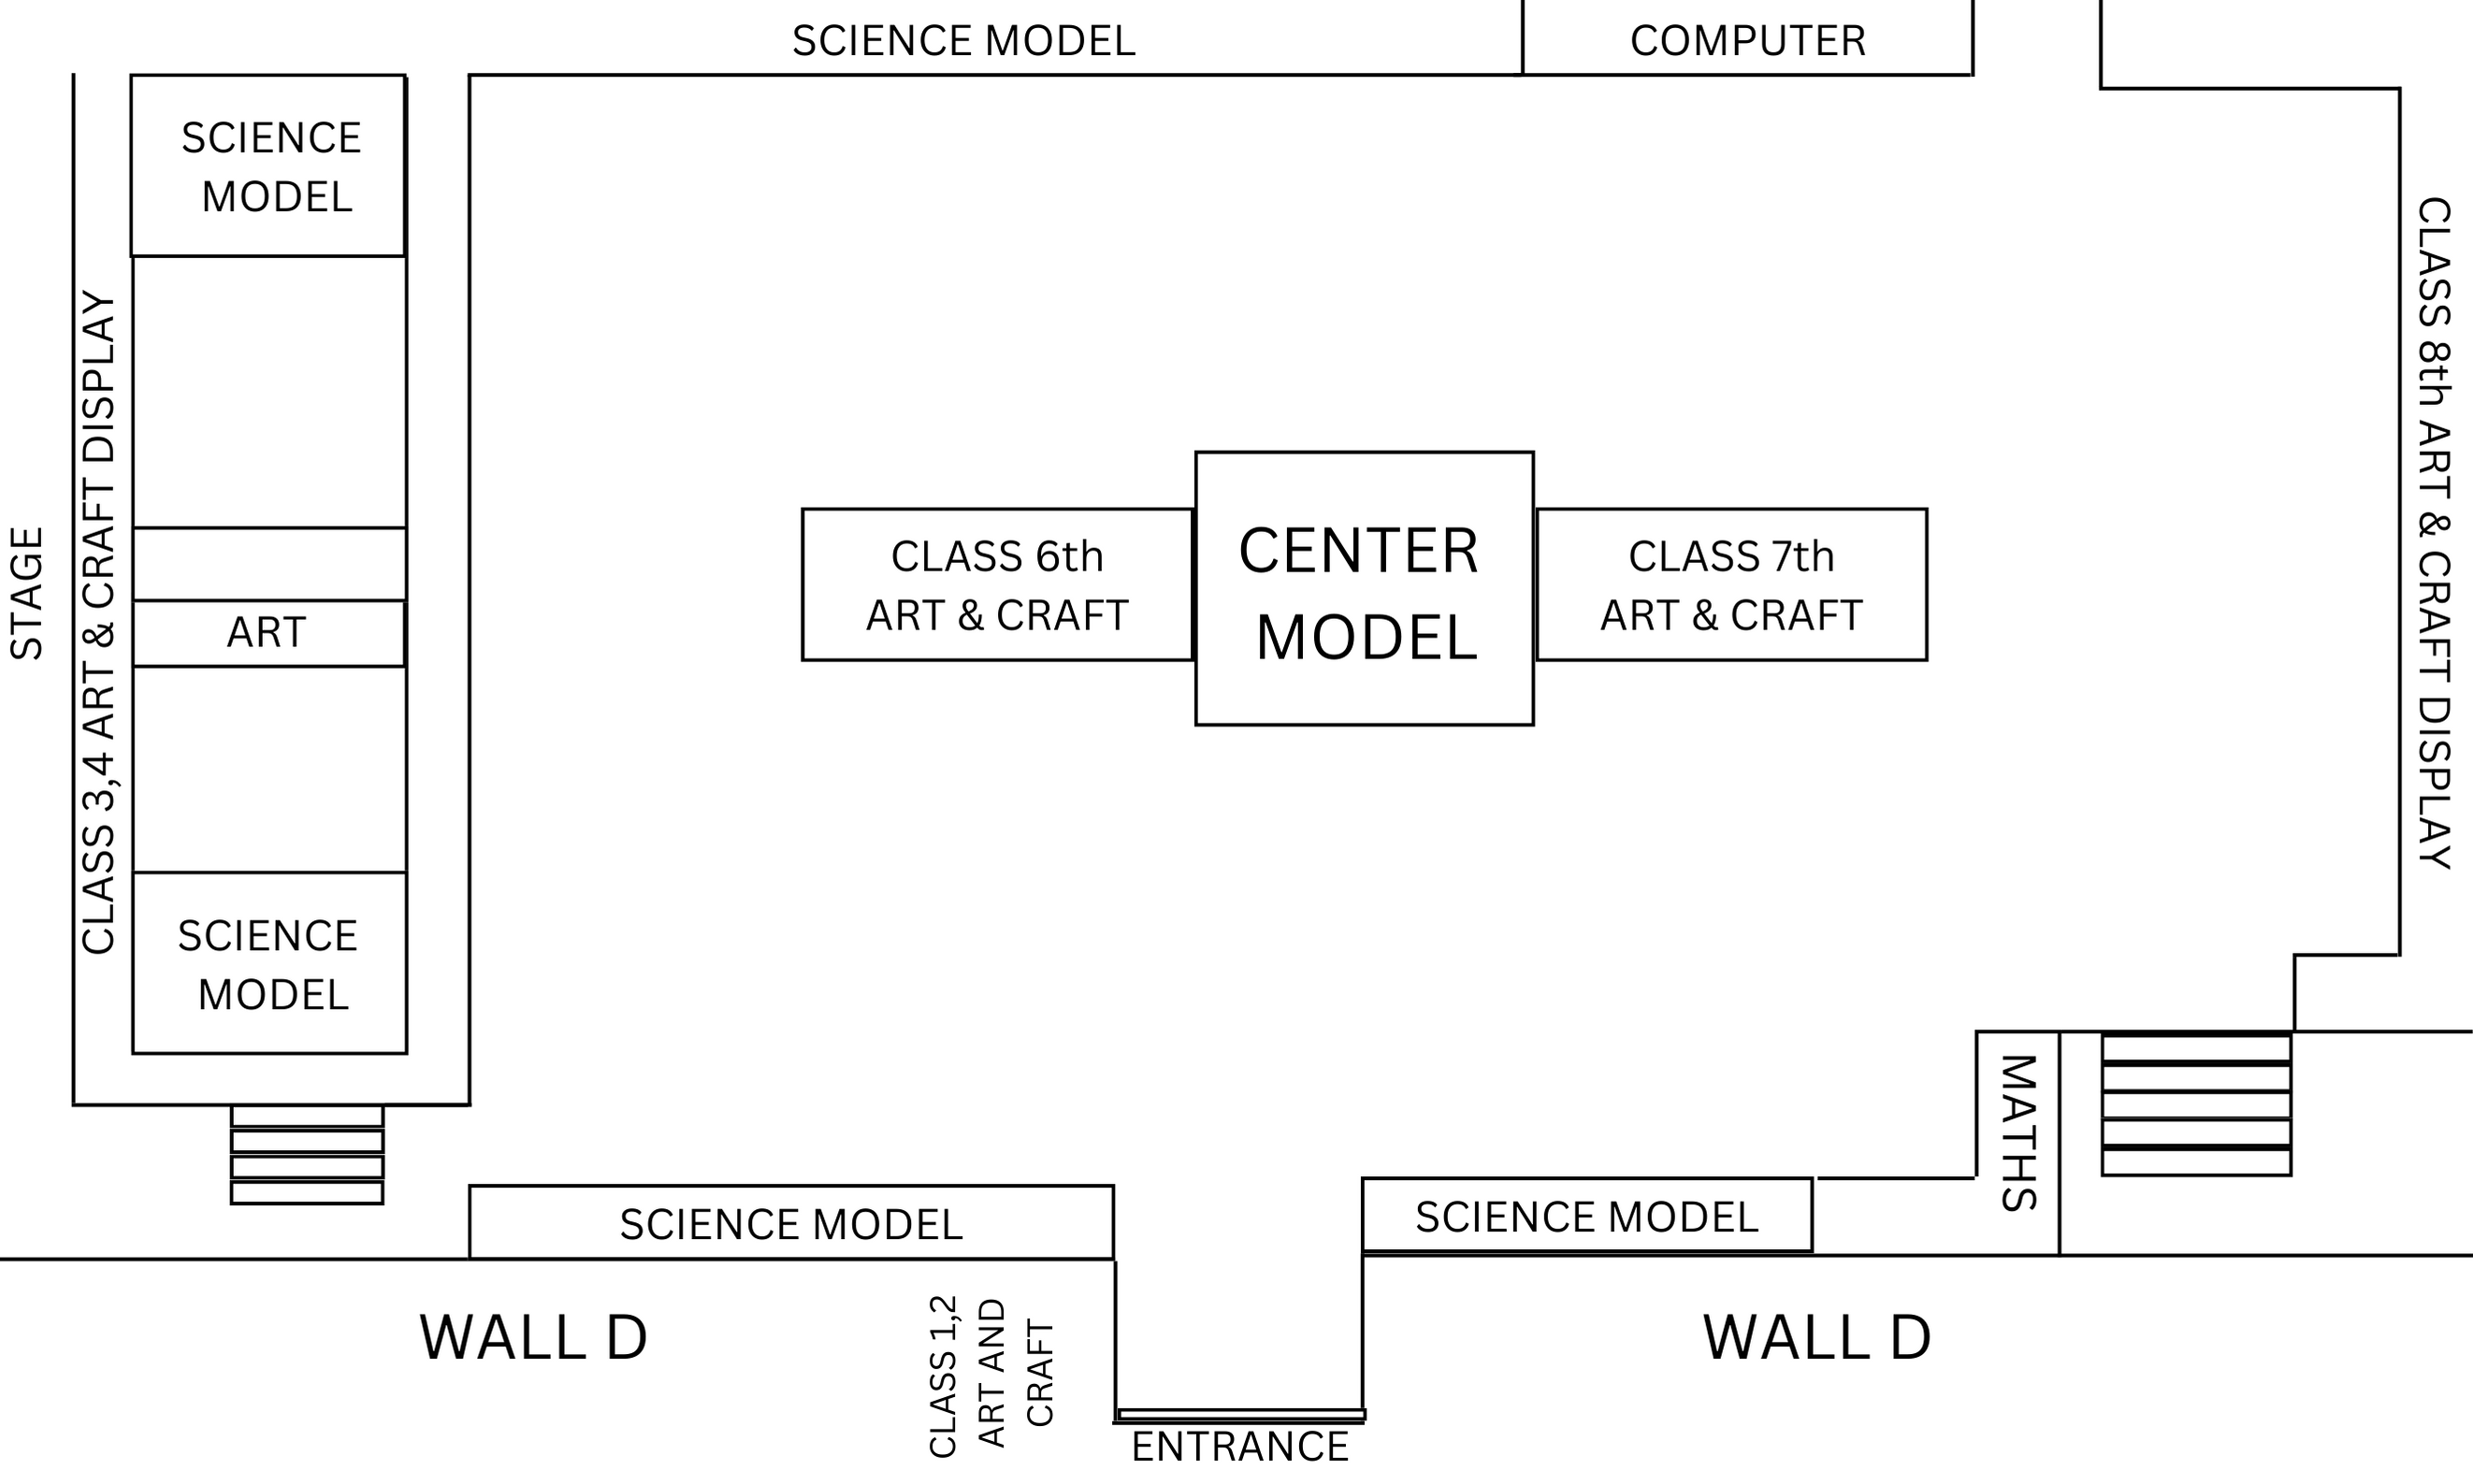 SCIENCE MODEL
COMPUTER
SCIENCE
MODEL
STAGE
CLASS 3,4 ART & CRAFT DISPLAY
CLASS 8th ART & CRAFT DISPLAY
CLASS 6th
ART & CRAFT
CENTER
MODEL
CLASS 7th
ART & CRAFT
ART
SCIENCE
MODEL
MATHS
SCIENCE MODEL
SCIENCE MODEL
WALL D
CLASS 1,2
ART AND
CRAFT
WALL D
ENTRANCE